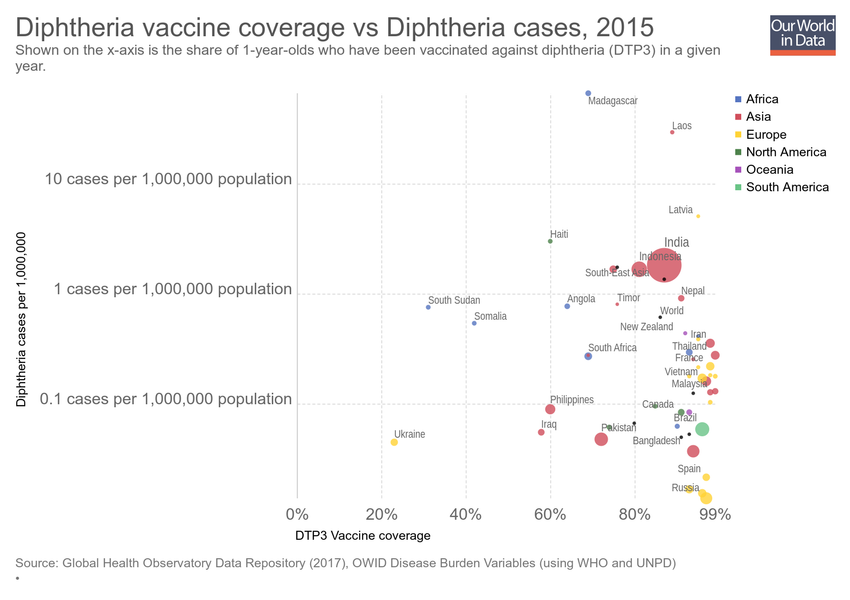 Diphtheria vaccine coverage vs Diphtheria cases, 2015
Shown on the x-axis is the share of 1-year-olds who have been vaccinated against diphtheria (DTP3) in a given
year.
Our World
in Data
Africa
Asia
Europe
North America
Oceania
South America
Madagascar
Laos
10 cases per 1,000,000 population
Latvia
Haiti
India
Indonesia
South-East Asia
1 cases per 1,000,000 population
Nepal
South Sudan
Angola
Timor
Somalia
World
New Zealand
Iran
South Africa
Thailand
France
Vietnam
Malaysia
0.1 cases per 1,000,000 population
Philippines
Canada
Brazil
Iraq
Pakistan
Ukraine
Bangladesh
Spain
Russia
Diphtheria cases per 1,000,000
0%
20%
40%
60%
80%
99%
DTP3 Vaccine coverage
Source: Global Health Observatory Data Repository (2017), OWID Disease Burden Variables (using WHO and UNPD)
•